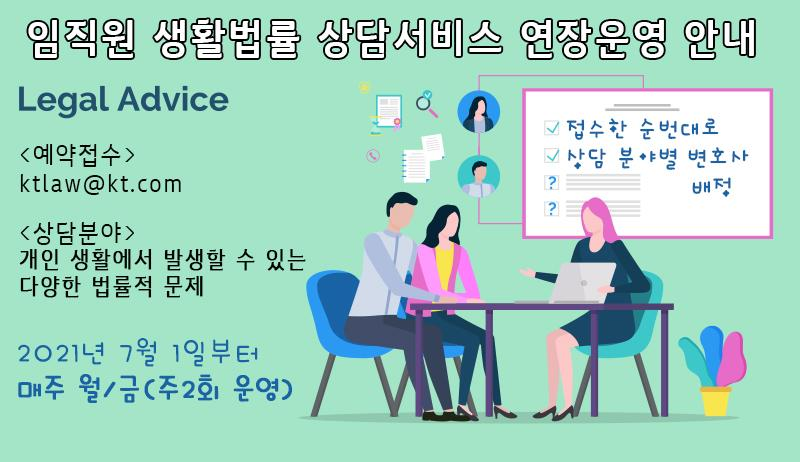 임직원 생활법률 상담서비스 연장운영 안내
Legal Advice
<예약접수>
ktlaw@kt.com
<상담분야>
개인 생활에서 발생할 수 있는
다양한 법률적 문제
2021년 7월 1일부터
매주 월/금(주2회 운영)
접수한 순번대로
상담 분야별 변호사
배정
?
?